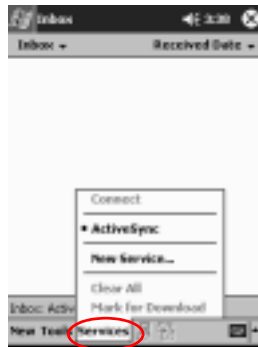 Inbox 3:30
Inbox Received Date
Connect
ActiveSync
New Service...
Clear All
Mark for Download
Inbox: Activ
New Tools Services